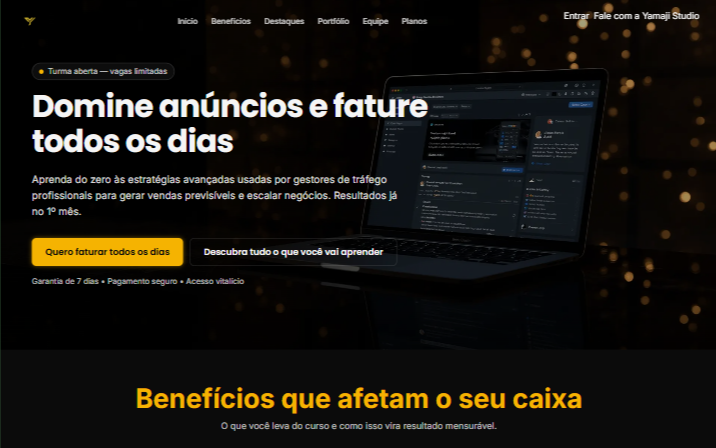 Início Benefícios Destaques Portfólio Equipe Planos
Entrar Fale com a Yamaji Studio
Turma aberta — vagas limitadas
Domine anúncios e fature
todos os dias
Aprenda do zero às estratégias avançadas usadas por gestores de tráfego
profissionais para gerar vendas previsíveis e escalar negócios. Resultados já
no 1º mês.
Quero faturar todos os dias
Descubra tudo o que você vai aprender
Garantia de 7 dias • Pagamento seguro • Acesso vitalício
Benefícios que afetam o seu caixa
O que você leva do curso e como isso vira resultado mensurável.